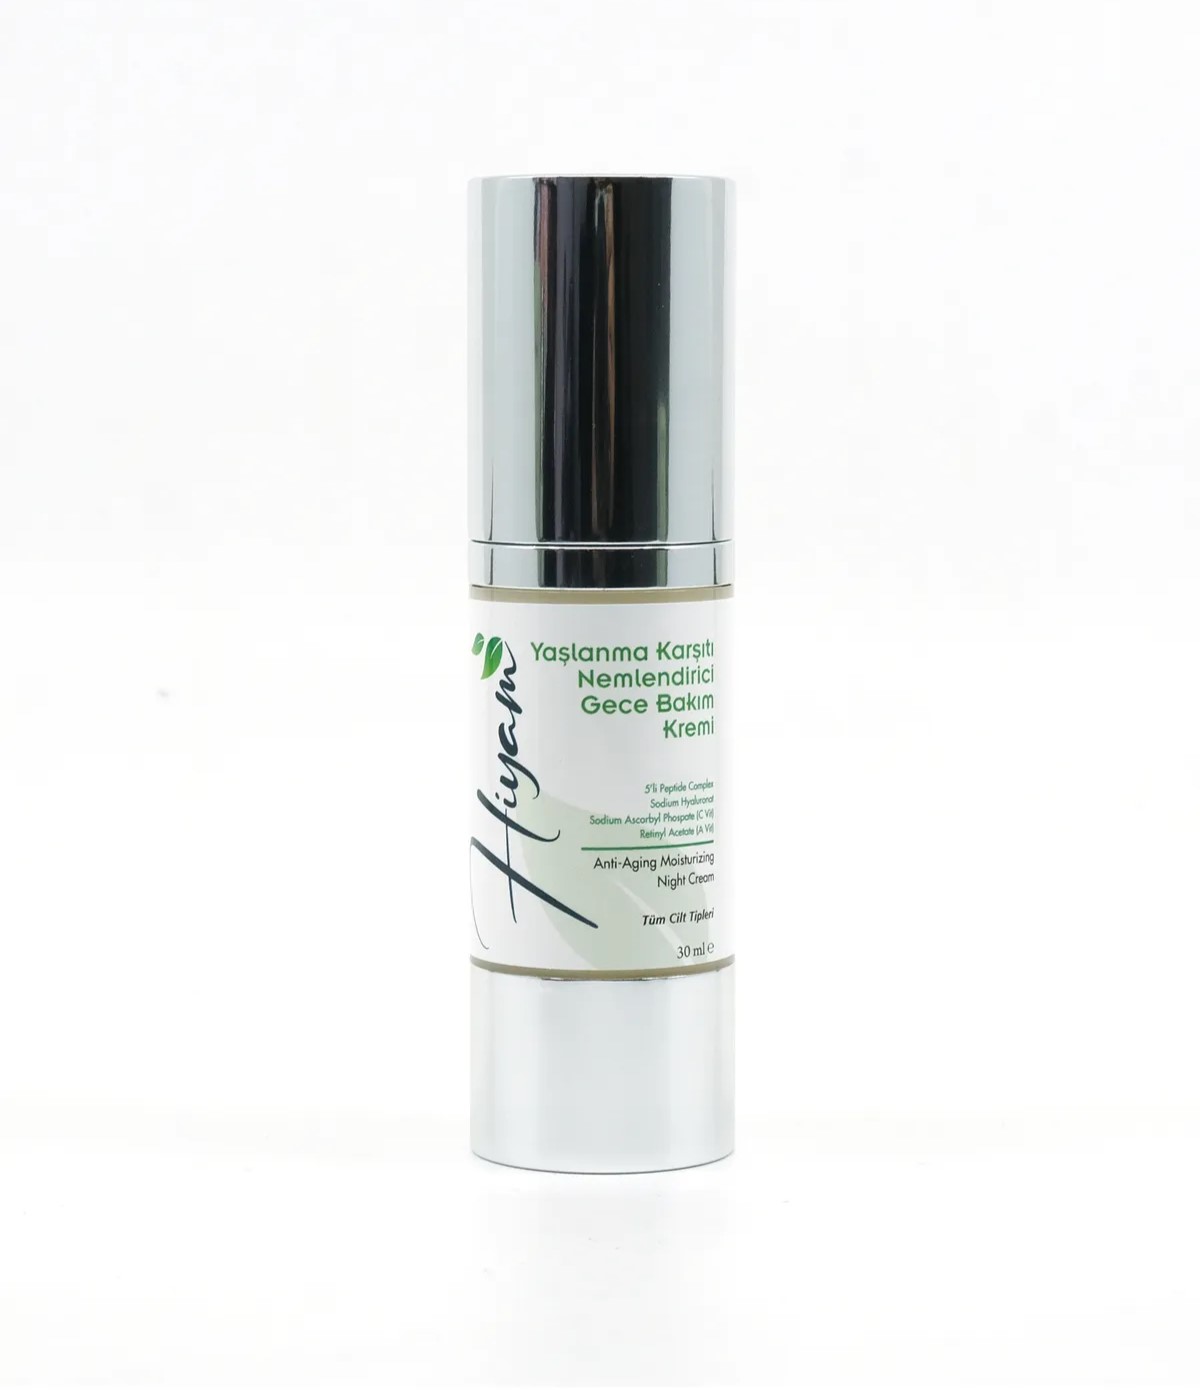 Hiyam
Yaşlanma Karşıtı
Nemlendirici
Gece Bakım
Kremi
5'li Peptide Complex
Sodium Hyaluronat
Sodium Ascorbyl Phospate (C Vit)
Retinyl Acetate (A Vit)
Anti-Aging Moisturizing
Night Cream
Tüm Cilt Tipleri
30 ml ℮